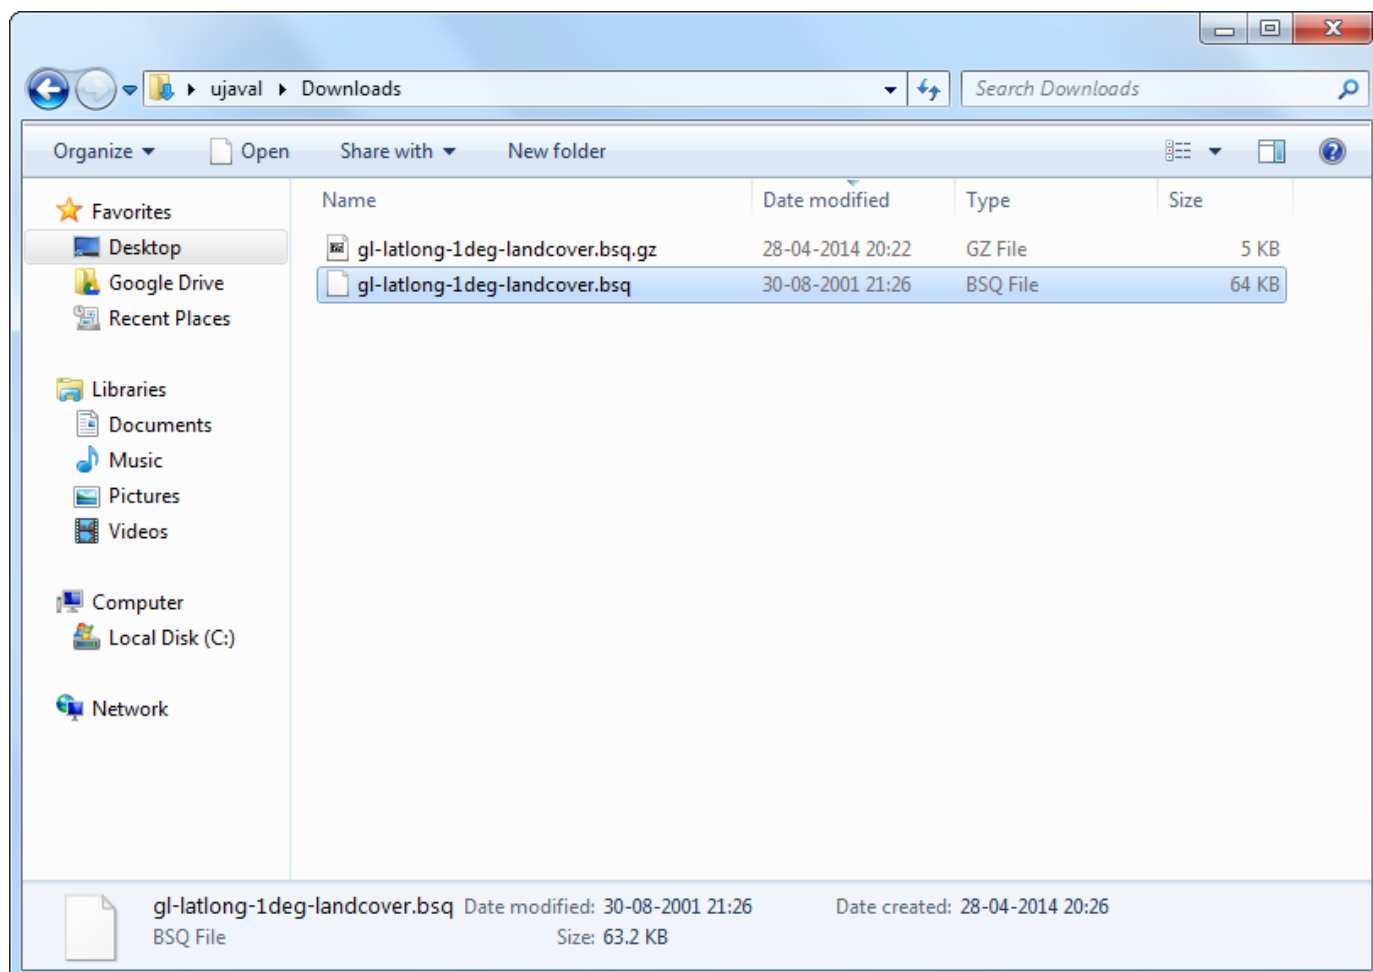 ujaval Downloads
Search Downloads
Organize Open Share with New folder
Favorites
Desktop
Google Drive
Recent Places
Libraries
Documents
Music
Pictures
Videos
Computer
Local Disk (C:)
Network
Name Date modified Type Size
gl-latlong-1deg-landcover.bsq.gz 28-04-2014 20:22 GZ File 5 KB
gl-latlong-1deg-landcover.bsq 30-08-2001 21:26 BSQ File 64 KB
gl-latlong-1deg-landcover.bsq Date modified: 30-08-2001 21:26 Date created: 28-04-2014 20:26
BSQ File Size: 63.2 KB